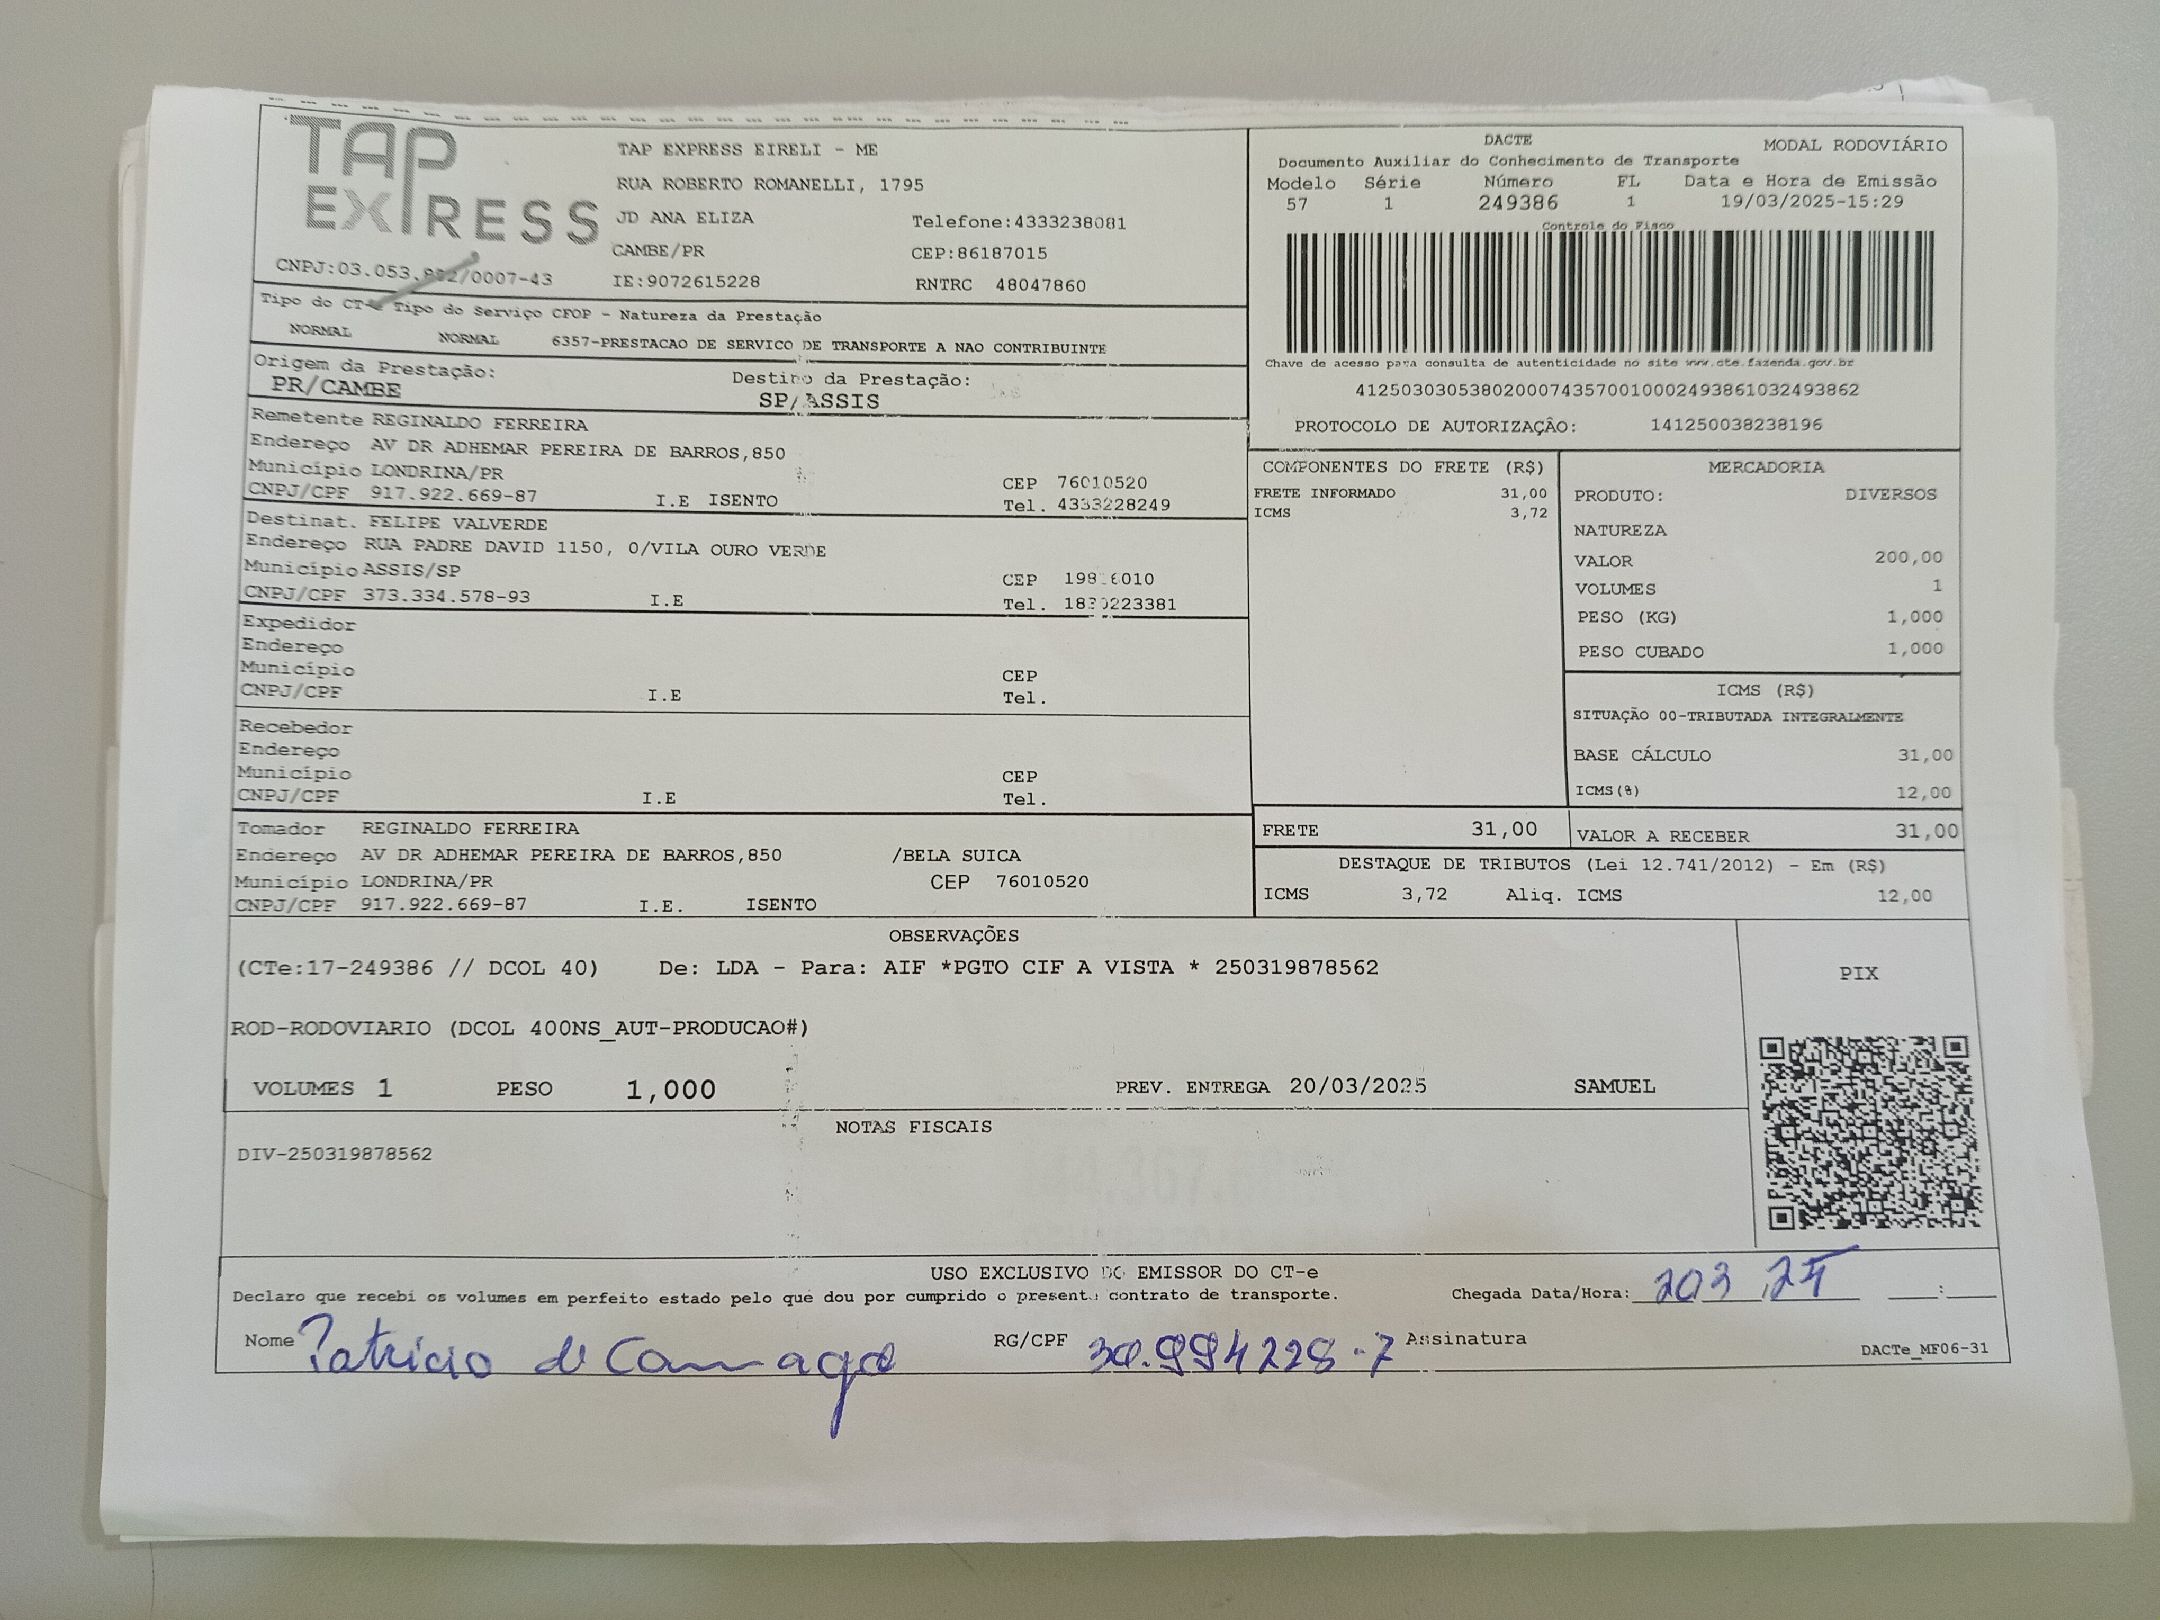 TAP EXPRESS
CNPJ:03.053. /0007-43
TAP EXPRESS EIRELI - ME
RUA ROBERTO ROMANELLI, 1795
JD ANA ELIZA Telefone:4333238081
CAMBE/PR CEP:86187015
IE:9072615228 RNTRC 48047860
DACTE MODAL RODOVIÁRIO
Documento Auxiliar do Conhecimento de Transporte
Modelo Série Número FL Data e Hora de Emissão
57 1 249386 1 19/03/2025-15:29
Controle do Fisco
Chave de acesso para consulta de autenticidade no site www.cte.fazenda.gov.br
41250303053802000743570010002493861032493862
PROTOCOLO DE AUTORIZAÇÂO: 141250038238196
Tipo do Tipo do Serviço CFOP - Natureza da Prestação
NORMAL NORMAL 6357-PRESTACAO DE SERVICO DE TRANSPORTE A NAO CONTRIBUINTE
Origem da Prestação: Destino da Prestação:
PR/CAMBE SP/ASSIS
Remetente REGINALDO FERREIRA
Endereço AV DR ADHEMAR PEREIRA DE BARROS,850
Município LONDRINA/PR CEP 76010520
CNPJ/CPF 917.922.669-87 I.E ISENTO Tel. 4333228249
Destinat. FELIPE VALVERDE
Endereço RUA PADRE DAVID 1150, 0/VILA OURO VERDE
Município ASSIS/SP CEP
CNPJ/CPF 373.334.578-93 I.E Tel.
Expedidor
Endereço
Município CEP
CNPJ/CPF I.E Tel.
Recebedor
Endereço
Município CEP
CNPJ/CPF I.E Tel.
Tomador REGINALDO FERREIRA
Endereço AV DR ADHEMAR PEREIRA DE BARROS,850 /BELA SUICA
Município LONDRINA/PR CEP 76010520
CNPJ/CPF 917.922.669-87 I.E. ISENTO
COMPONENTES DO FRETE (R$)
FRETE INFORMADO 31,00
ICMS 3,72
MERCADORIA
PRODUTO: DIVERSOS
NATUREZA
VALOR 200,00
VOLUMES 1
PESO (KG) 1,000
PESO CUBADO 1,000
ICMS (R$)
SITUAÇÃO 00-TRIBUTADA INTEGRALMENTE
BASE CÁLCULO 31,00
ICMS(%) 12,00
FRETE 31,00 VALOR A RECEBER 31,00
DESTAQUE DE TRIBUTOS (Lei 12.741/2012) - Em (R$)
ICMS 3,72 Aliq. ICMS 12,00
OBSERVAÇÕES
(CTe:17-249386 // DCOL 40) De: LDA - Para: AIF *PGTO CIF A VISTA * 250319878562
PIX
ROD-RODOVIARIO (DCOL 400NS_AUT-PRODUCAO#)
VOLUMES 1 PESO 1,000 PREV. ENTREGA 20/03/2025 SAMUEL
NOTAS FISCAIS
DIV-250319878562
USO EXCLUSIVO DO EMISSOR DO CT-e
Declaro que recebi os volumes em perfeito estado pelo que dou por cumprido o presente contrato de transporte. Chegada Data/Hora: :
Nome RG/CPF 30.994228-7 Assinatura
DACTe_MF06-31